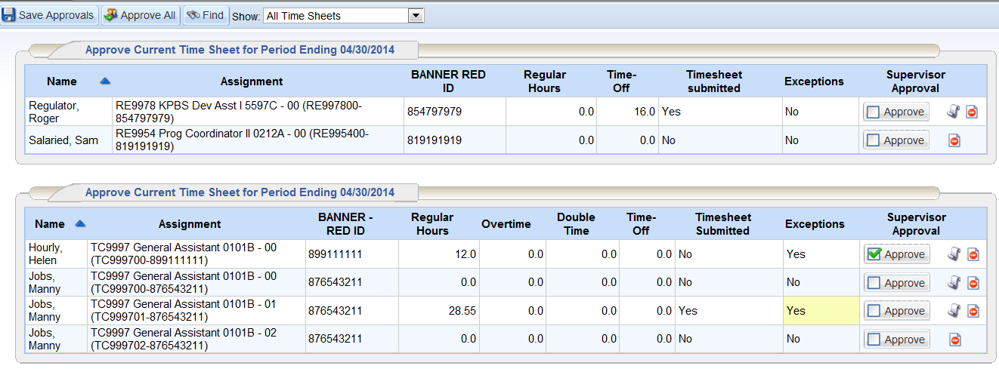 Save Approvals Approve All Find Show: All Time Sheets
Approve Current Time Sheet for Period Ending 04/30/2014
Name Assignment BANNER RED ID Regular Hours Time-Off Timesheet submitted Exceptions Supervisor Approval
Regulator, Roger RE9978 KPBS Dev Asst I 5597C - 00 (RE997800-854797979) 854797979 0.0 16.0 Yes No Approve
Salaried, Sam RE9954 Prog Coordinator II 0212A - 00 (RE995400-819191919) 819191919 0.0 0.0 No No Approve
Approve Current Time Sheet for Period Ending 04/30/2014
Name Assignment BANNER - RED ID Regular Hours Overtime Double Time Time-Off Timesheet Submitted Exceptions Supervisor Approval
Hourly, Helen TC9997 General Assistant 0101B - 00 (TC999700-899111111) 899111111 12.0 0.0 0.0 0.0 No Yes Approve
Jobs, Manny TC9997 General Assistant 0101B - 00 (TC999700-876543211) 876543211 0.0 0.0 0.0 0.0 No No Approve
Jobs, Manny TC9997 General Assistant 0101B - 01 (TC999701-876543211) 876543211 28.55 0.0 0.0 0.0 Yes Yes Approve
Jobs, Manny TC9997 General Assistant 0101B - 02 (TC999702-876543211) 876543211 0.0 0.0 0.0 0.0 No No Approve